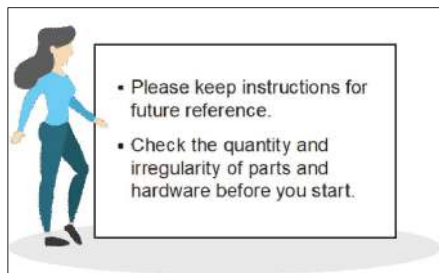 ▪ Please keep instructions for
future reference.
▪ Check the quantity and
irregularity of parts and
hardware before you start.